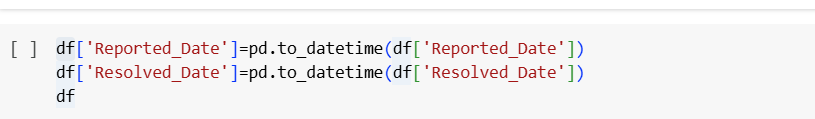 [ ] df['Reported_Date']=pd.to_datetime(df['Reported_Date'])
df['Resolved_Date']=pd.to_datetime(df['Resolved_Date'])
df